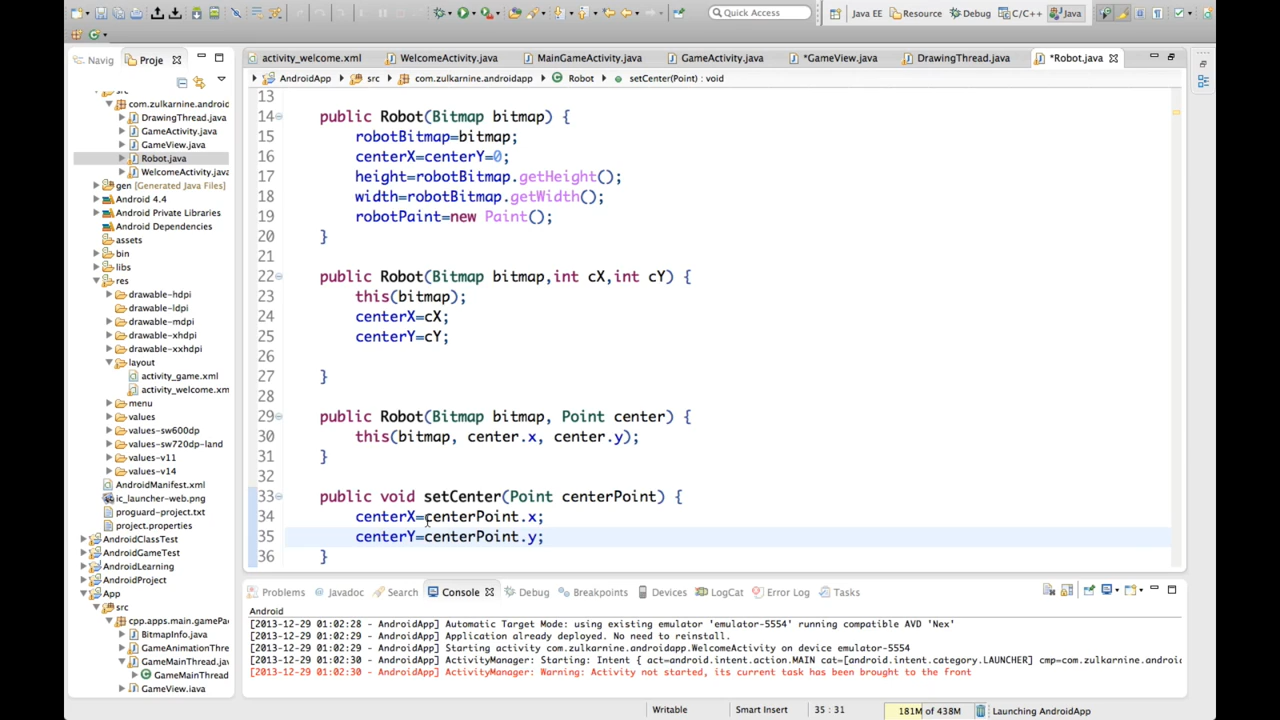 Quick Access
Java EE
Resource
Debug
C/C++
Java
Navig
Proje
activity_welcome.xml
WelcomeActivity.java
MainGameActivity.java
GameActivity.java
*GameView.java
DrawingThread.java
*Robot.java
AndroidApp
src
com.zulkarnine.androidapp
Robot
setCenter(Point) : void
com.zulkarnine.android
DrawingThread.java
GameActivity.java
GameView.java
Robot.java
WelcomeActivity.java
gen [Generated Java Files]
Android 4.4
Android Private Libraries
Android Dependencies
assets
bin
libs
res
drawable-hdpi
drawable-ldpi
drawable-mdpi
drawable-xhdpi
drawable-xxhdpi
layout
activity_game.xml
activity_welcome.xm
menu
values
values-sw600dp
values-sw720dp-land
values-v11
values-v14
AndroidManifest.xml
ic_launcher-web.png
proguard-project.txt
project.properties
AndroidClassTest
AndroidGameTest
AndroidLearning
AndroidProject
App
src
cpp.apps.main.gamePa
BitmapInfo.java
GameAnimationThre
GameMainThread.java
GameMainThread
GameView.java
13
14 public Robot(Bitmap bitmap) {
15 robotBitmap=bitmap;
16 centerX=centerY=0;
17 height=robotBitmap.getHeight();
18 width=robotBitmap.getWidth();
19 robotPaint=new Paint();
20 }
21
22 public Robot(Bitmap bitmap,int cX,int cY) {
23 this(bitmap);
24 centerX=cX;
25 centerY=cY;
26
27 }
28
29 public Robot(Bitmap bitmap, Point center) {
30 this(bitmap, center.x, center.y);
31 }
32
33 public void setCenter(Point centerPoint) {
34 centerX=centerPoint.x;
35 centerY=centerPoint.y;
36 }
Problems
Javadoc
Search
Console
Debug
Breakpoints
Devices
LogCat
Error Log
Tasks
Android
[2013-12-29 01:02:28 - AndroidApp] Automatic Target Mode: using existing emulator 'emulator-5554' running compatible AVD 'Nex'
[2013-12-29 01:02:29 - AndroidApp] Application already deployed. No need to reinstall.
[2013-12-29 01:02:29 - AndroidApp] Starting activity com.zulkarnine.androidapp.WelcomeActivity on device emulator-5554
[2013-12-29 01:02:30 - AndroidApp] ActivityManager: Starting: Intent { act=android.intent.action.MAIN cat=[android.intent.category.LAUNCHER] cmp=com.zulkarnine.androi
[2013-12-29 01:02:30 - AndroidApp] ActivityManager: Warning: Activity not started, its current task has been brought to the front
Writable
Smart Insert
35 : 31
181M of 438M
Launching AndroidApp